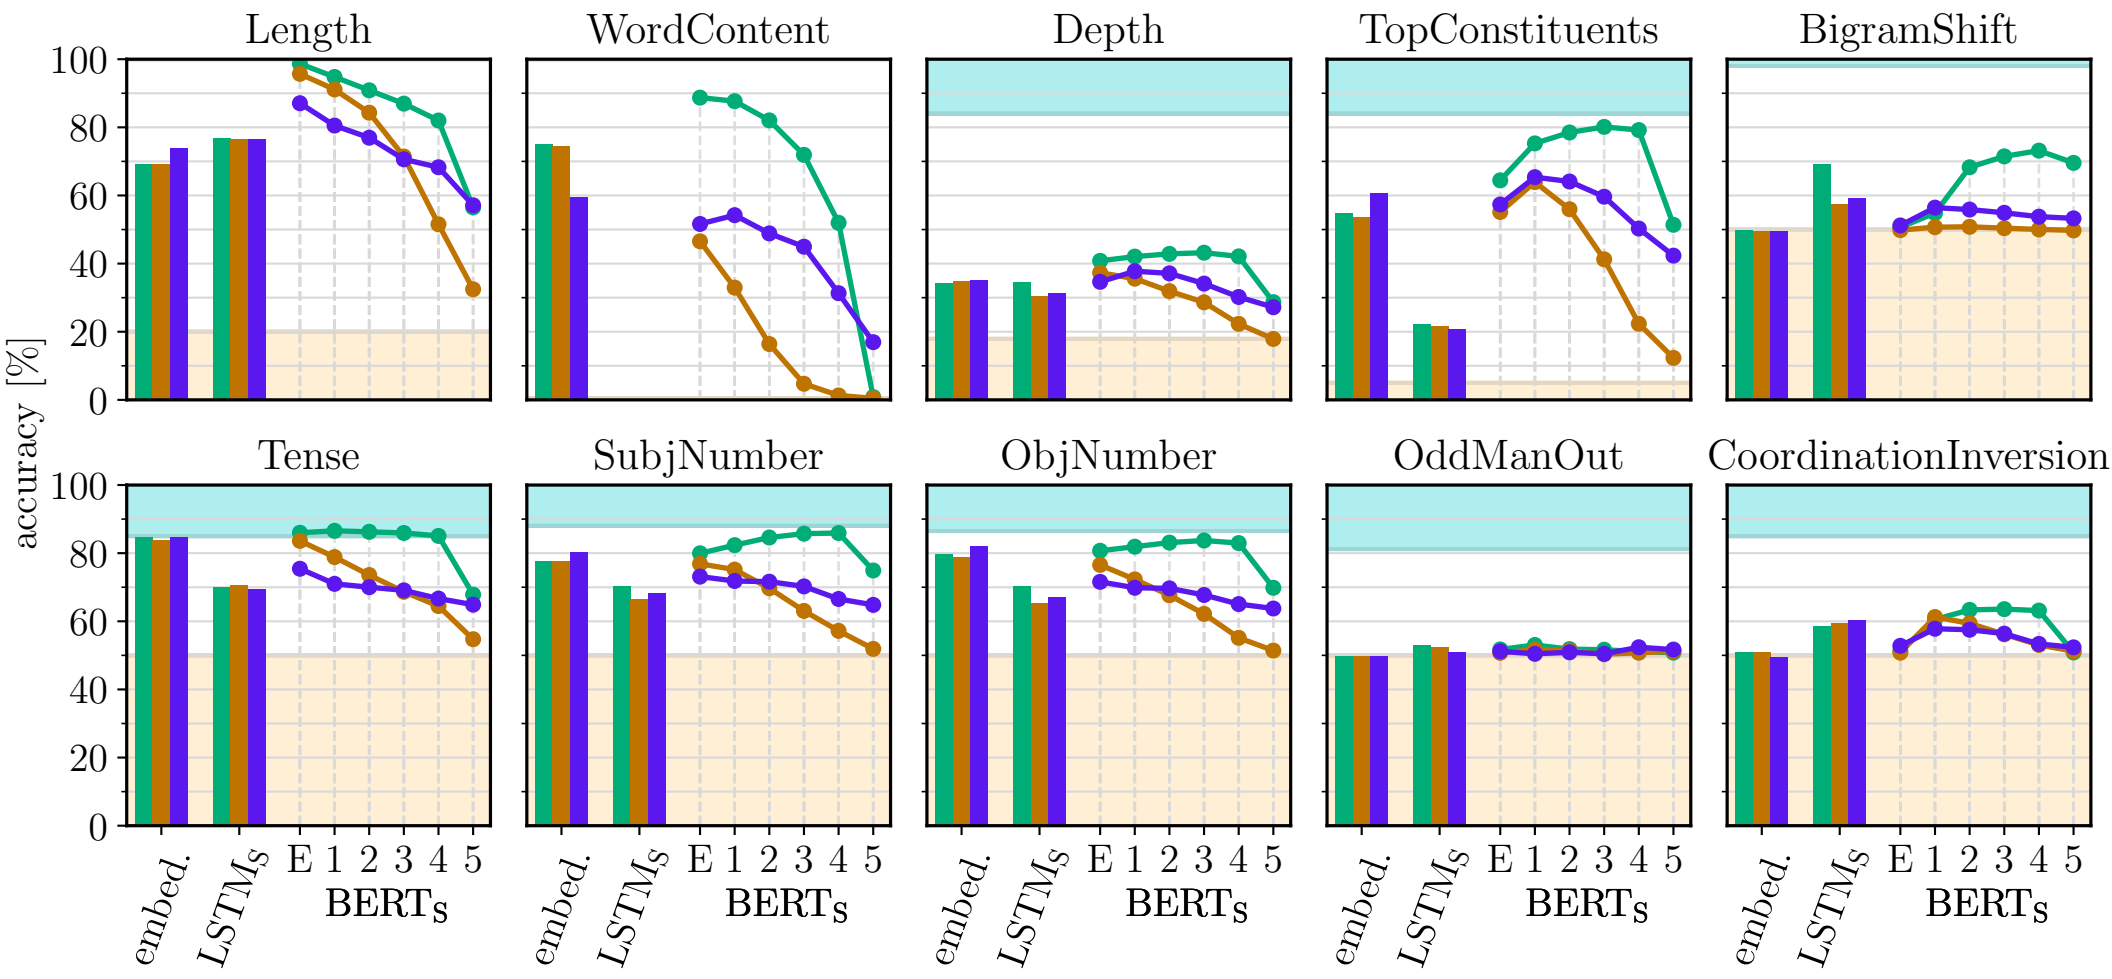 Length WordContent Depth TopConstituents BigramShift
100
80
60
40
20
0
accuracy [%]
Tense SubjNumber ObjNumber OddManOut CoordinationInversion
100
80
60
40
20
0
embed. LSTMS E 1 2 3 4 5 embed. LSTMS E 1 2 3 4 5 embed. LSTMS E 1 2 3 4 5 embed. LSTMS E 1 2 3 4 5 embed. LSTMS E 1 2 3 4 5
BERTS BERTS BERTS BERTS BERTS